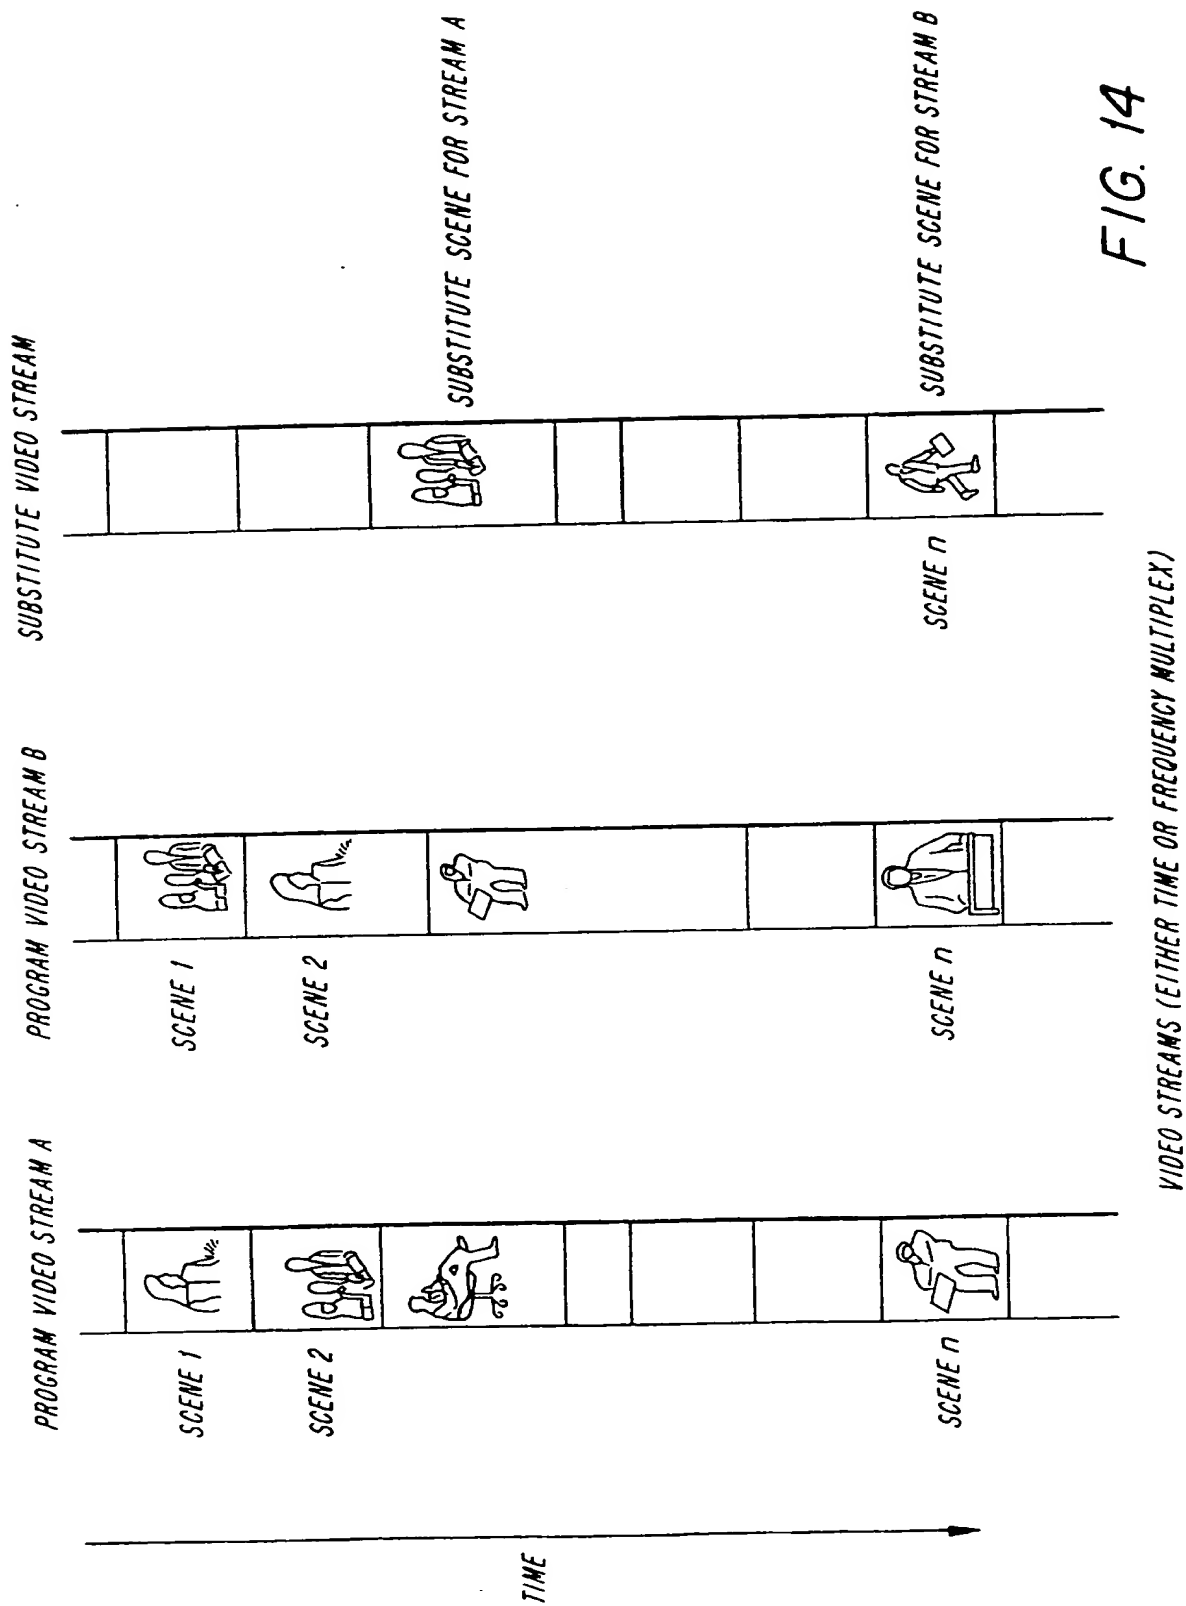 PROGRAM VIDEO STREAM A
PROGRAM VIDEO STREAM B
SUBSTITUTE VIDEO STREAM
SCENE 1
SCENE 1
SCENE 2
SCENE 2
SUBSTITUTE SCENE FOR STREAM A
TIME
SCENE n
SCENE n
SCENE n
SUBSTITUTE SCENE FOR STREAM B
VIDEO STREAMS (EITHER TIME OR FREQUENCY MULTIPLEX)
FIG. 14